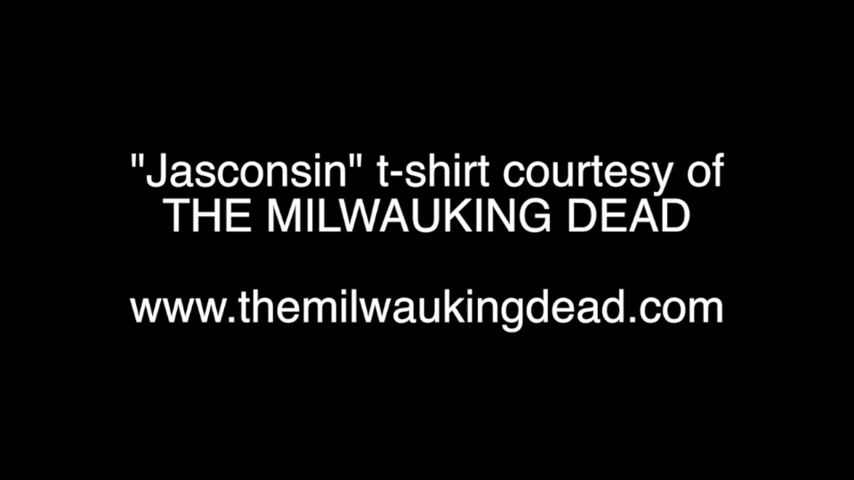 "Jasconsin" t-shirt courtesy of
THE MILWAUKING DEAD
www.themilwaukingdead.com